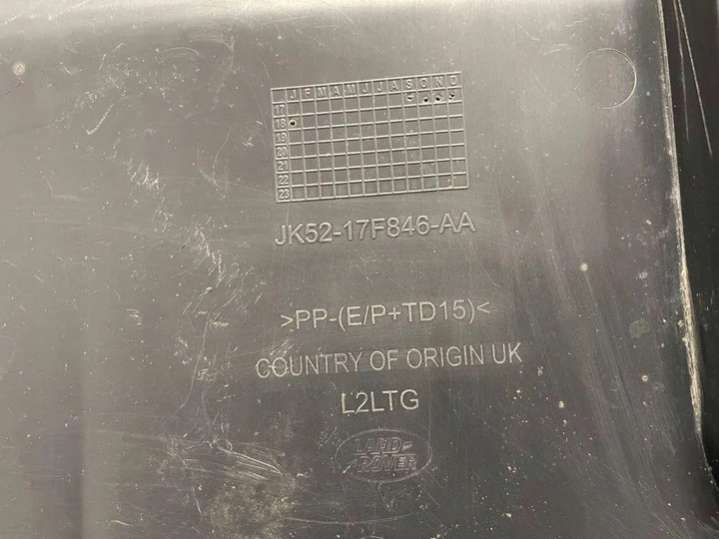 J F M A M J J A S O N D
17
18
19
20
21
22
23
JK52-17F846-AA
>PP-(E/P+TD15)<
COUNTRY OF ORIGIN UK
L2LTG
LAND-
ROVER